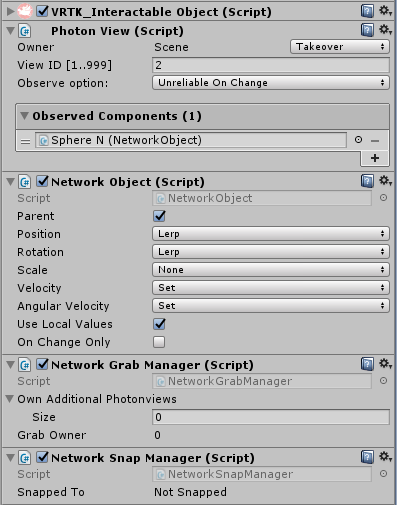 VRTK_Interactable Object (Script)
Photon View (Script)
Owner Scene Takeover
View ID [1..999] 2
Observe option: Unreliable On Change
Observed Components (1)
Sphere N (NetworkObject)
Network Object (Script)
Script NetworkObject
Parent
Position Lerp
Rotation Lerp
Scale None
Velocity Set
Angular Velocity Set
Use Local Values
On Change Only
Network Grab Manager (Script)
Script NetworkGrabManager
Own Additional Photonviews
Size 0
Grab Owner 0
Network Snap Manager (Script)
Script NetworkSnapManager
Snapped To Not Snapped